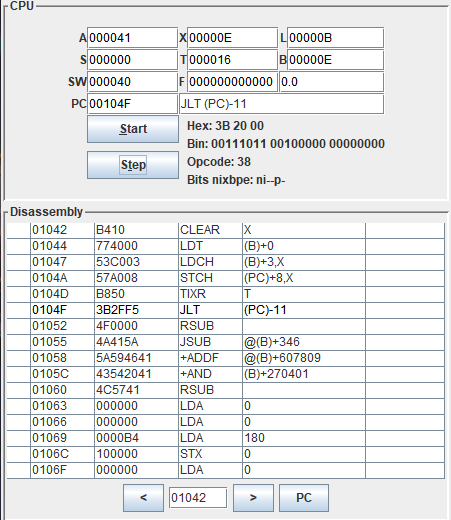 CPU
A 000041 X 00000E L 00000B
S 000000 T 000016 B 00000E
SW 000040 F 000000000000 0.0
PC 00104F JLT (PC)-11
Start Hex: 3B 20 00
Bin: 00111011 00100000 00000000
Step Opcode: 38
Bits nixbpe: ni--p-
Disassembly
01042 B410 CLEAR X
01044 774000 LDT (B)+0
01047 53C003 LDCH (B)+3,X
0104A 57A008 STCH (PC)+8,X
0104D B850 TIXR T
0104F 3B2FF5 JLT (PC)-11
01052 4F0000 RSUB
01055 4A415A JSUB @(B)+346
01058 5A594641 +ADDF @(B)+607809
0105C 43542041 +AND (B)+270401
01060 4C5741 RSUB
01063 000000 LDA 0
01066 000000 LDA 0
01069 0000B4 LDA 180
0106C 100000 STX 0
0106F 000000 LDA 0
< 01042 > PC